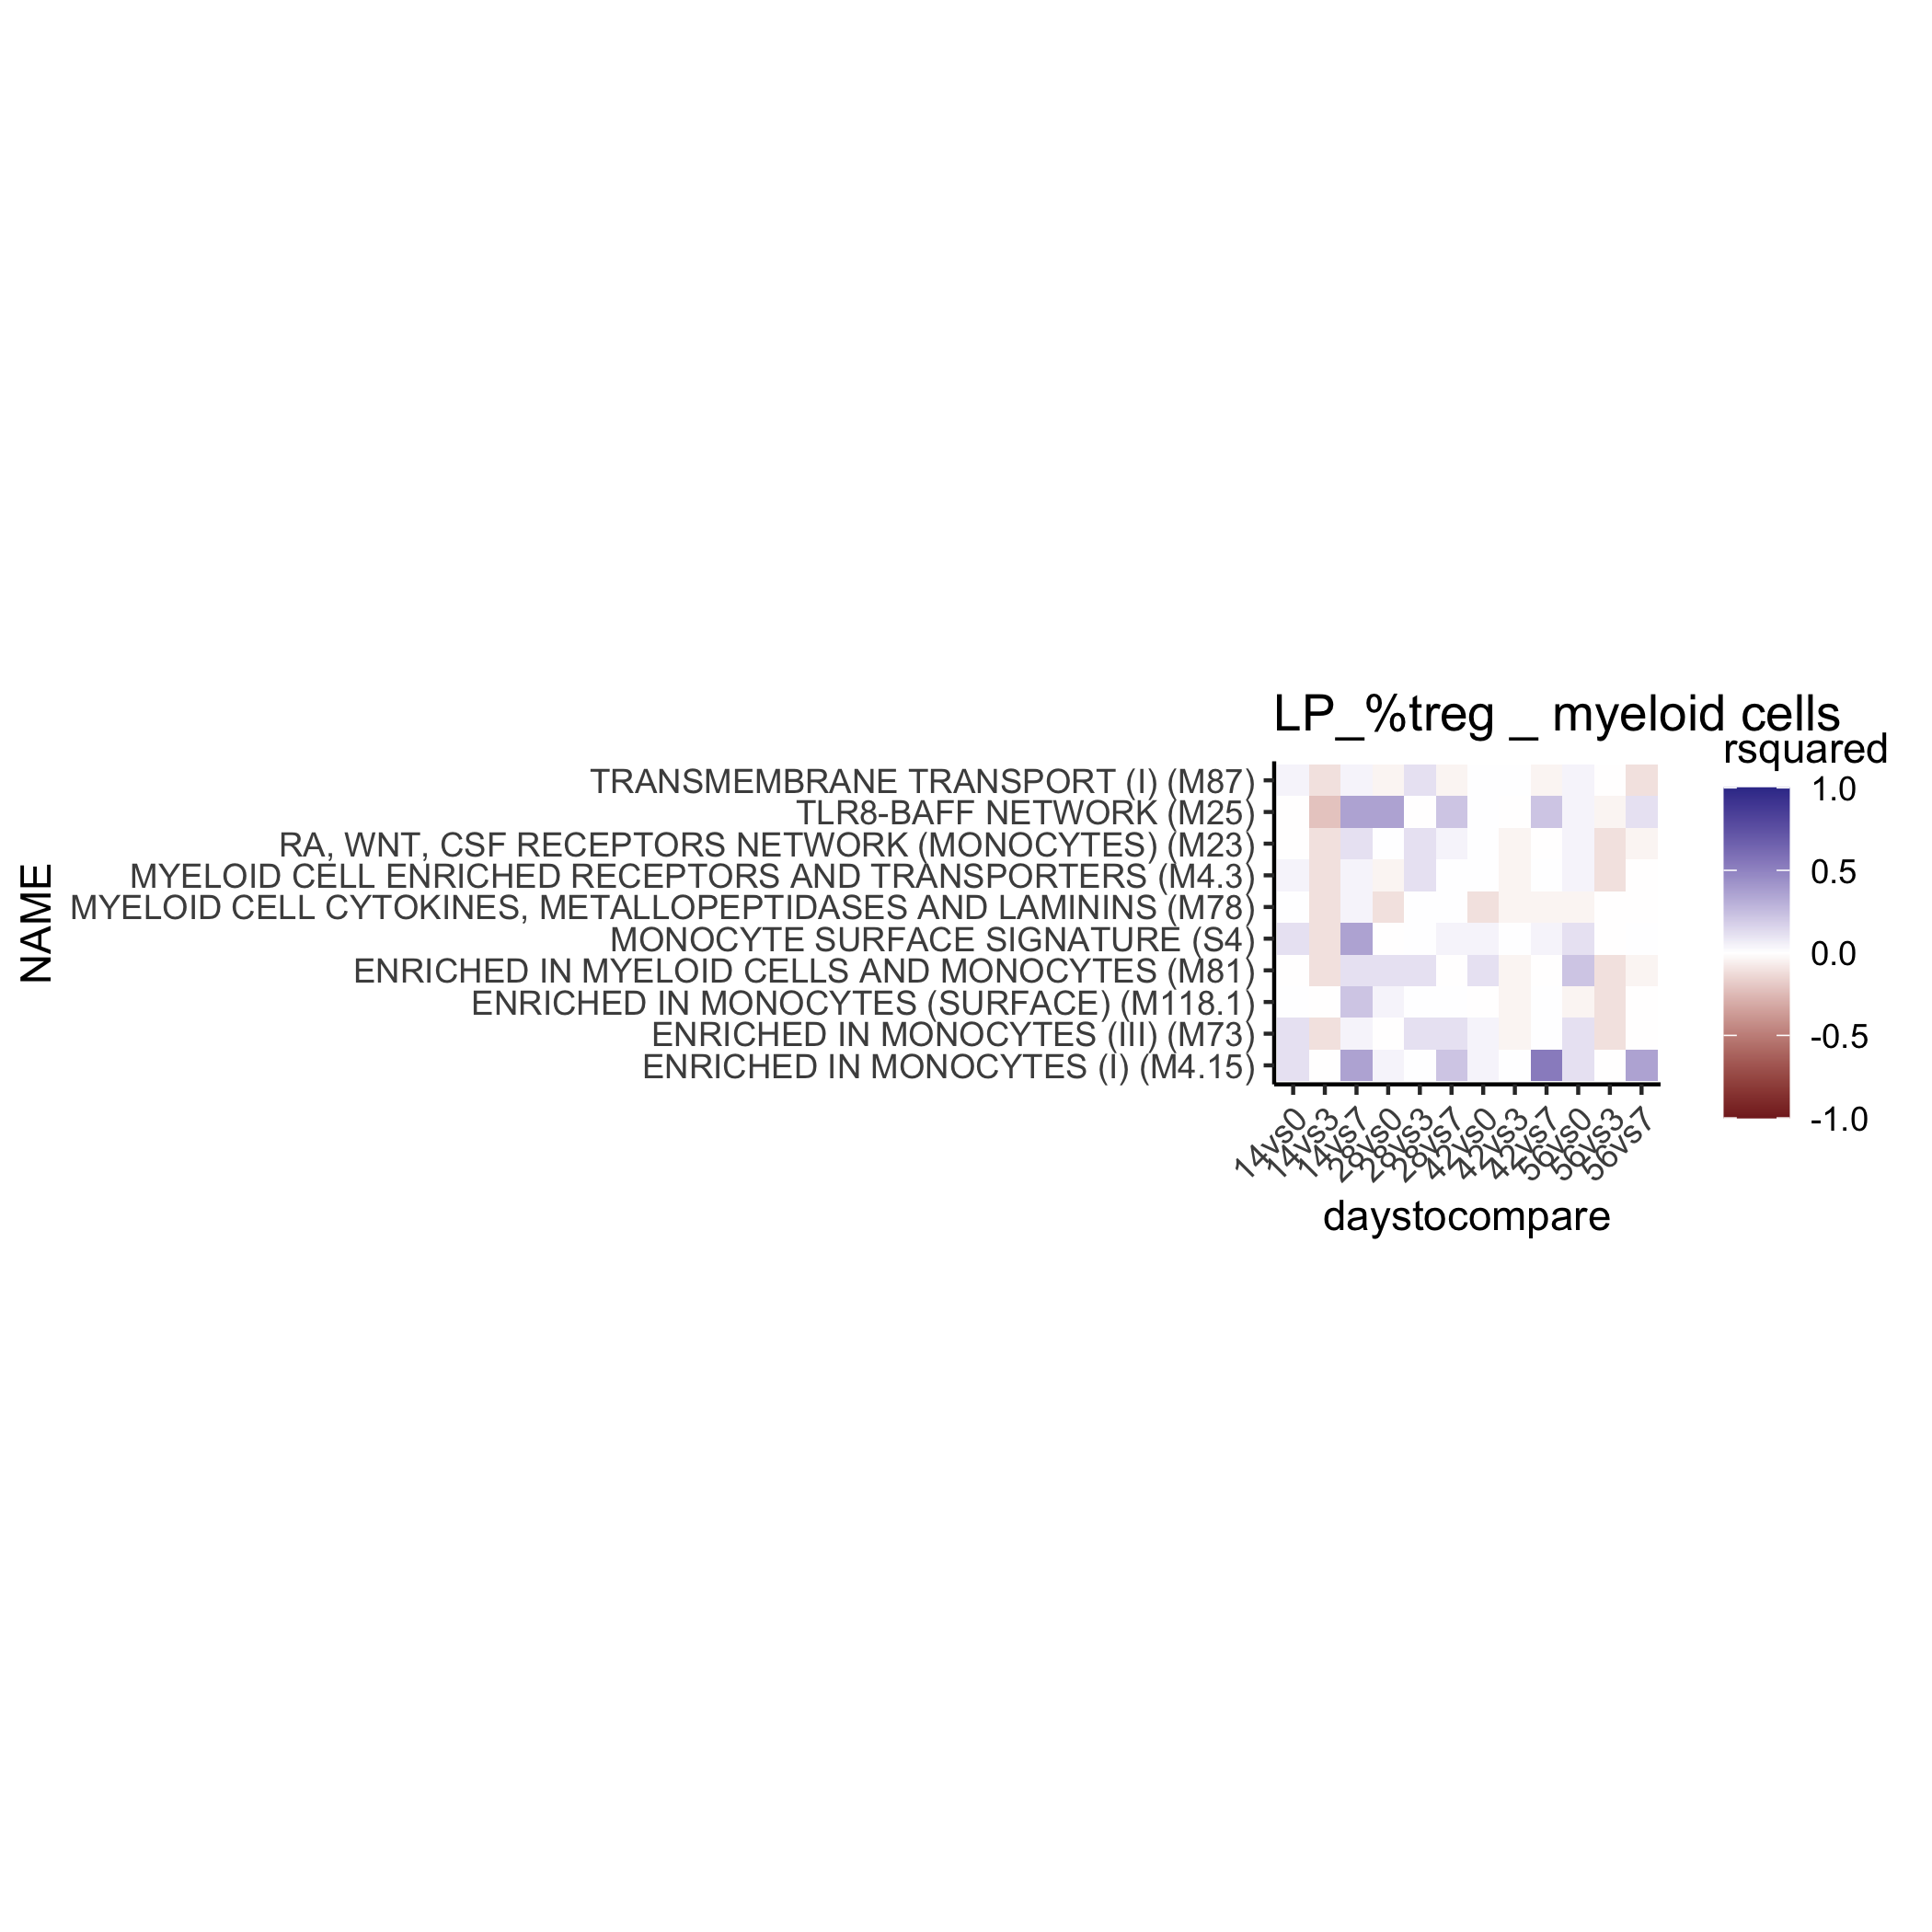 LP_%treg _ myeloid cells
rsquared
1.0
0.5
0.0
-0.5
-1.0
NAME
TRANSMEMBRANE TRANSPORT (I) (M87)
TLR8-BAFF NETWORK (M25)
RA, WNT, CSF RECEPTORS NETWORK (MONOCYTES) (M23)
MYELOID CELL ENRICHED RECEPTORS AND TRANSPORTERS (M4.3)
MYELOID CELL CYTOKINES, METALLOPEPTIDASES AND LAMININS (M78)
MONOCYTE SURFACE SIGNATURE (S4)
ENRICHED IN MYELOID CELLS AND MONOCYTES (M81)
ENRICHED IN MONOCYTES (SURFACE) (M118.1)
ENRICHED IN MONOCYTES (III) (M73)
ENRICHED IN MONOCYTES (I) (M4.15)
14vs0
14vs3
14vs7
28vs0
28vs3
28vs7
42vs0
42vs3
42vs7
56vs0
56vs3
56vs7
daystocompare